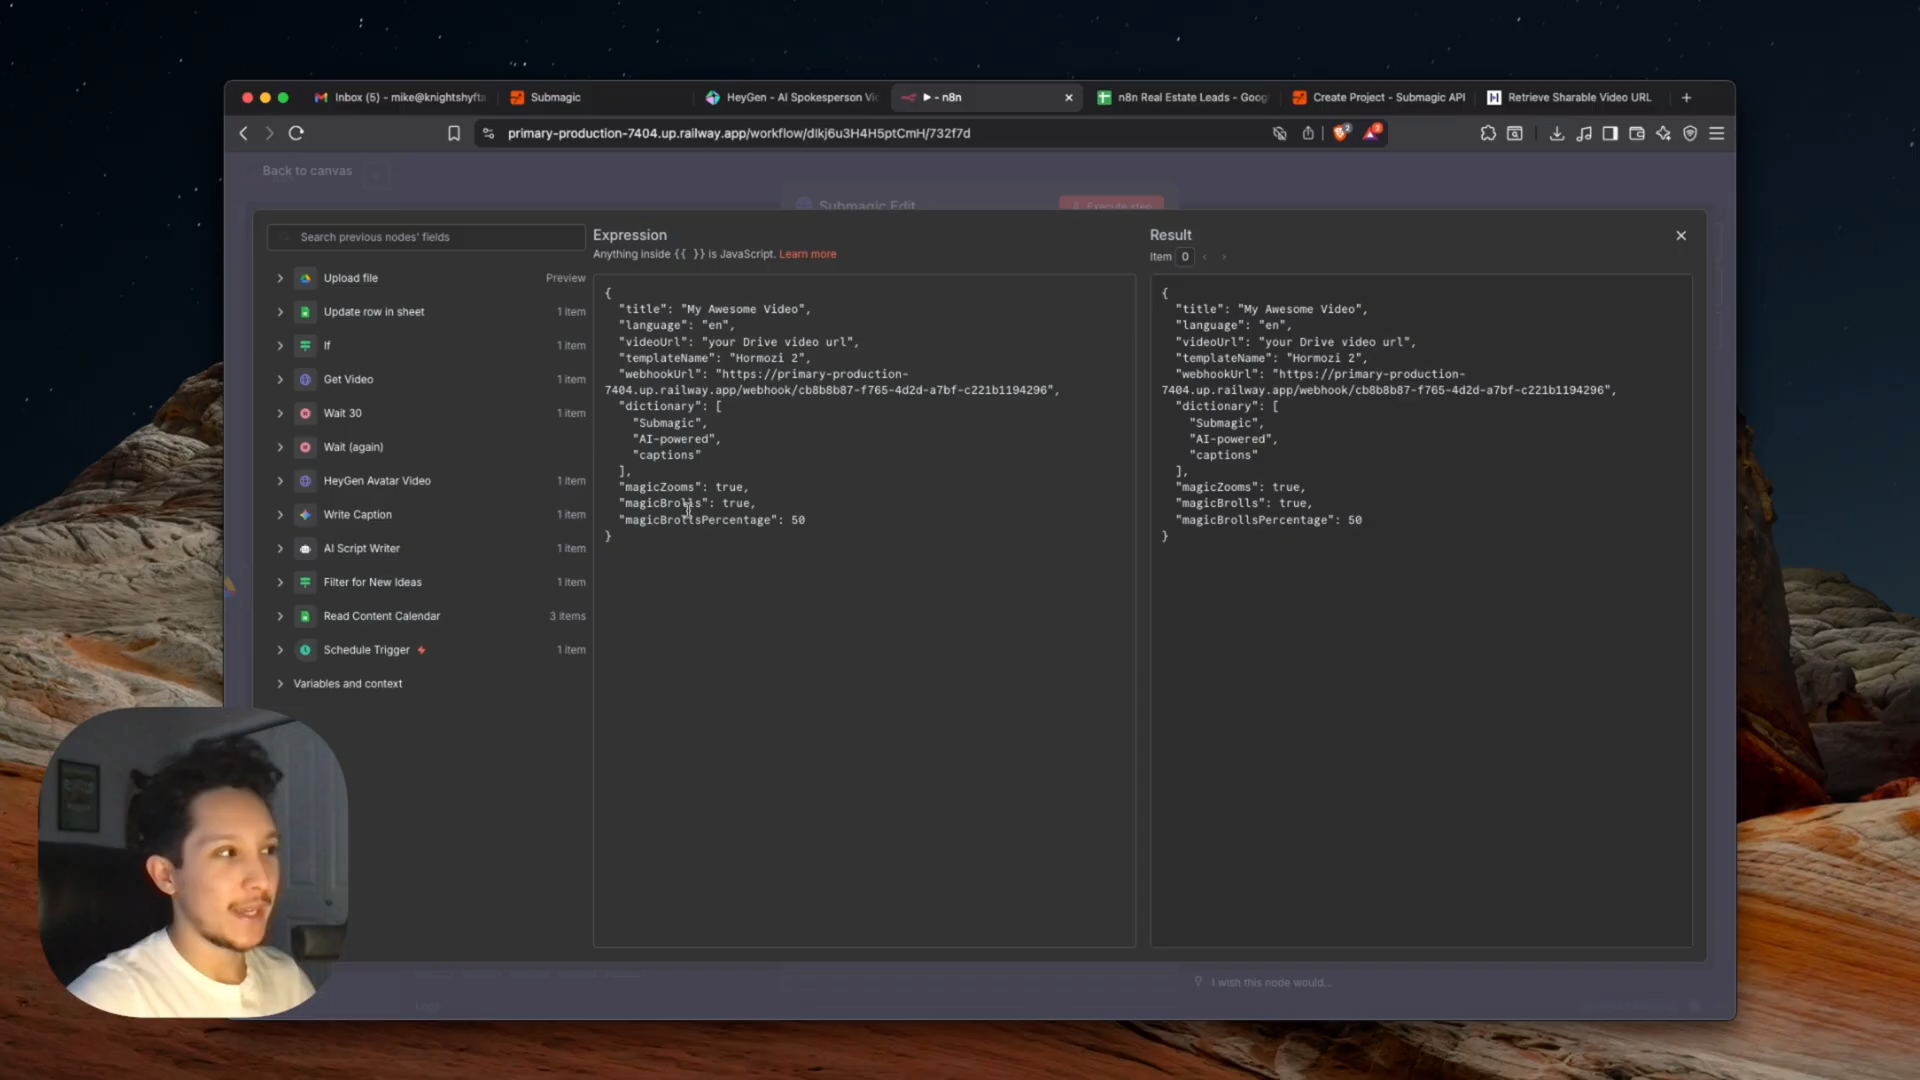 Inbox (5) - mike@knightshyfta
Submagic
HeyGen - AI Spokesperson Vi
- n8n
n8n Real Estate Leads - Goog
Create Project - Submagic API
Retrieve Sharable Video URL
primary-production-7404.up.railway.app/workflow/dIkj6u3H4H5ptCmH/732f7d
2
2
Back to canvas
Submagic Edit
Execute step
Search previous nodes' fields
Upload file
Preview
Update row in sheet
1 item
If
1 item
Get Video
1 item
Wait 30
1 item
Wait (again)
HeyGen Avatar Video
1 item
Write Caption
1 item
AI Script Writer
1 item
Filter for New Ideas
1 item
Read Content Calendar
3 items
Schedule Trigger
1 item
Variables and context
Expression
Anything inside {{ }} is JavaScript. Learn more
{
"title": "My Awesome Video",
"language": "en",
"videoUrl": "your Drive video url",
"templateName": "Hormozi 2",
"webhookUrl": "https://primary-production-
7404.up.railway.app/webhook/cb8b8b87-f765-4d2d-a7bf-c221b1194296",
"dictionary": [
"Submagic",
"AI-powered",
"captions"
],
"magicZooms": true,
"magicBrolls": true,
"magicBrollsPercentage": 50
}
Result
Item 0
{
"title": "My Awesome Video",
"language": "en",
"videoUrl": "your Drive video url",
"templateName": "Hormozi 2",
"webhookUrl": "https://primary-production-
7404.up.railway.app/webhook/cb8b8b87-f765-4d2d-a7bf-c221b1194296",
"dictionary": [
"Submagic",
"AI-powered",
"captions"
],
"magicZooms": true,
"magicBrolls": true,
"magicBrollsPercentage": 50
}
I wish this node would...
Logs